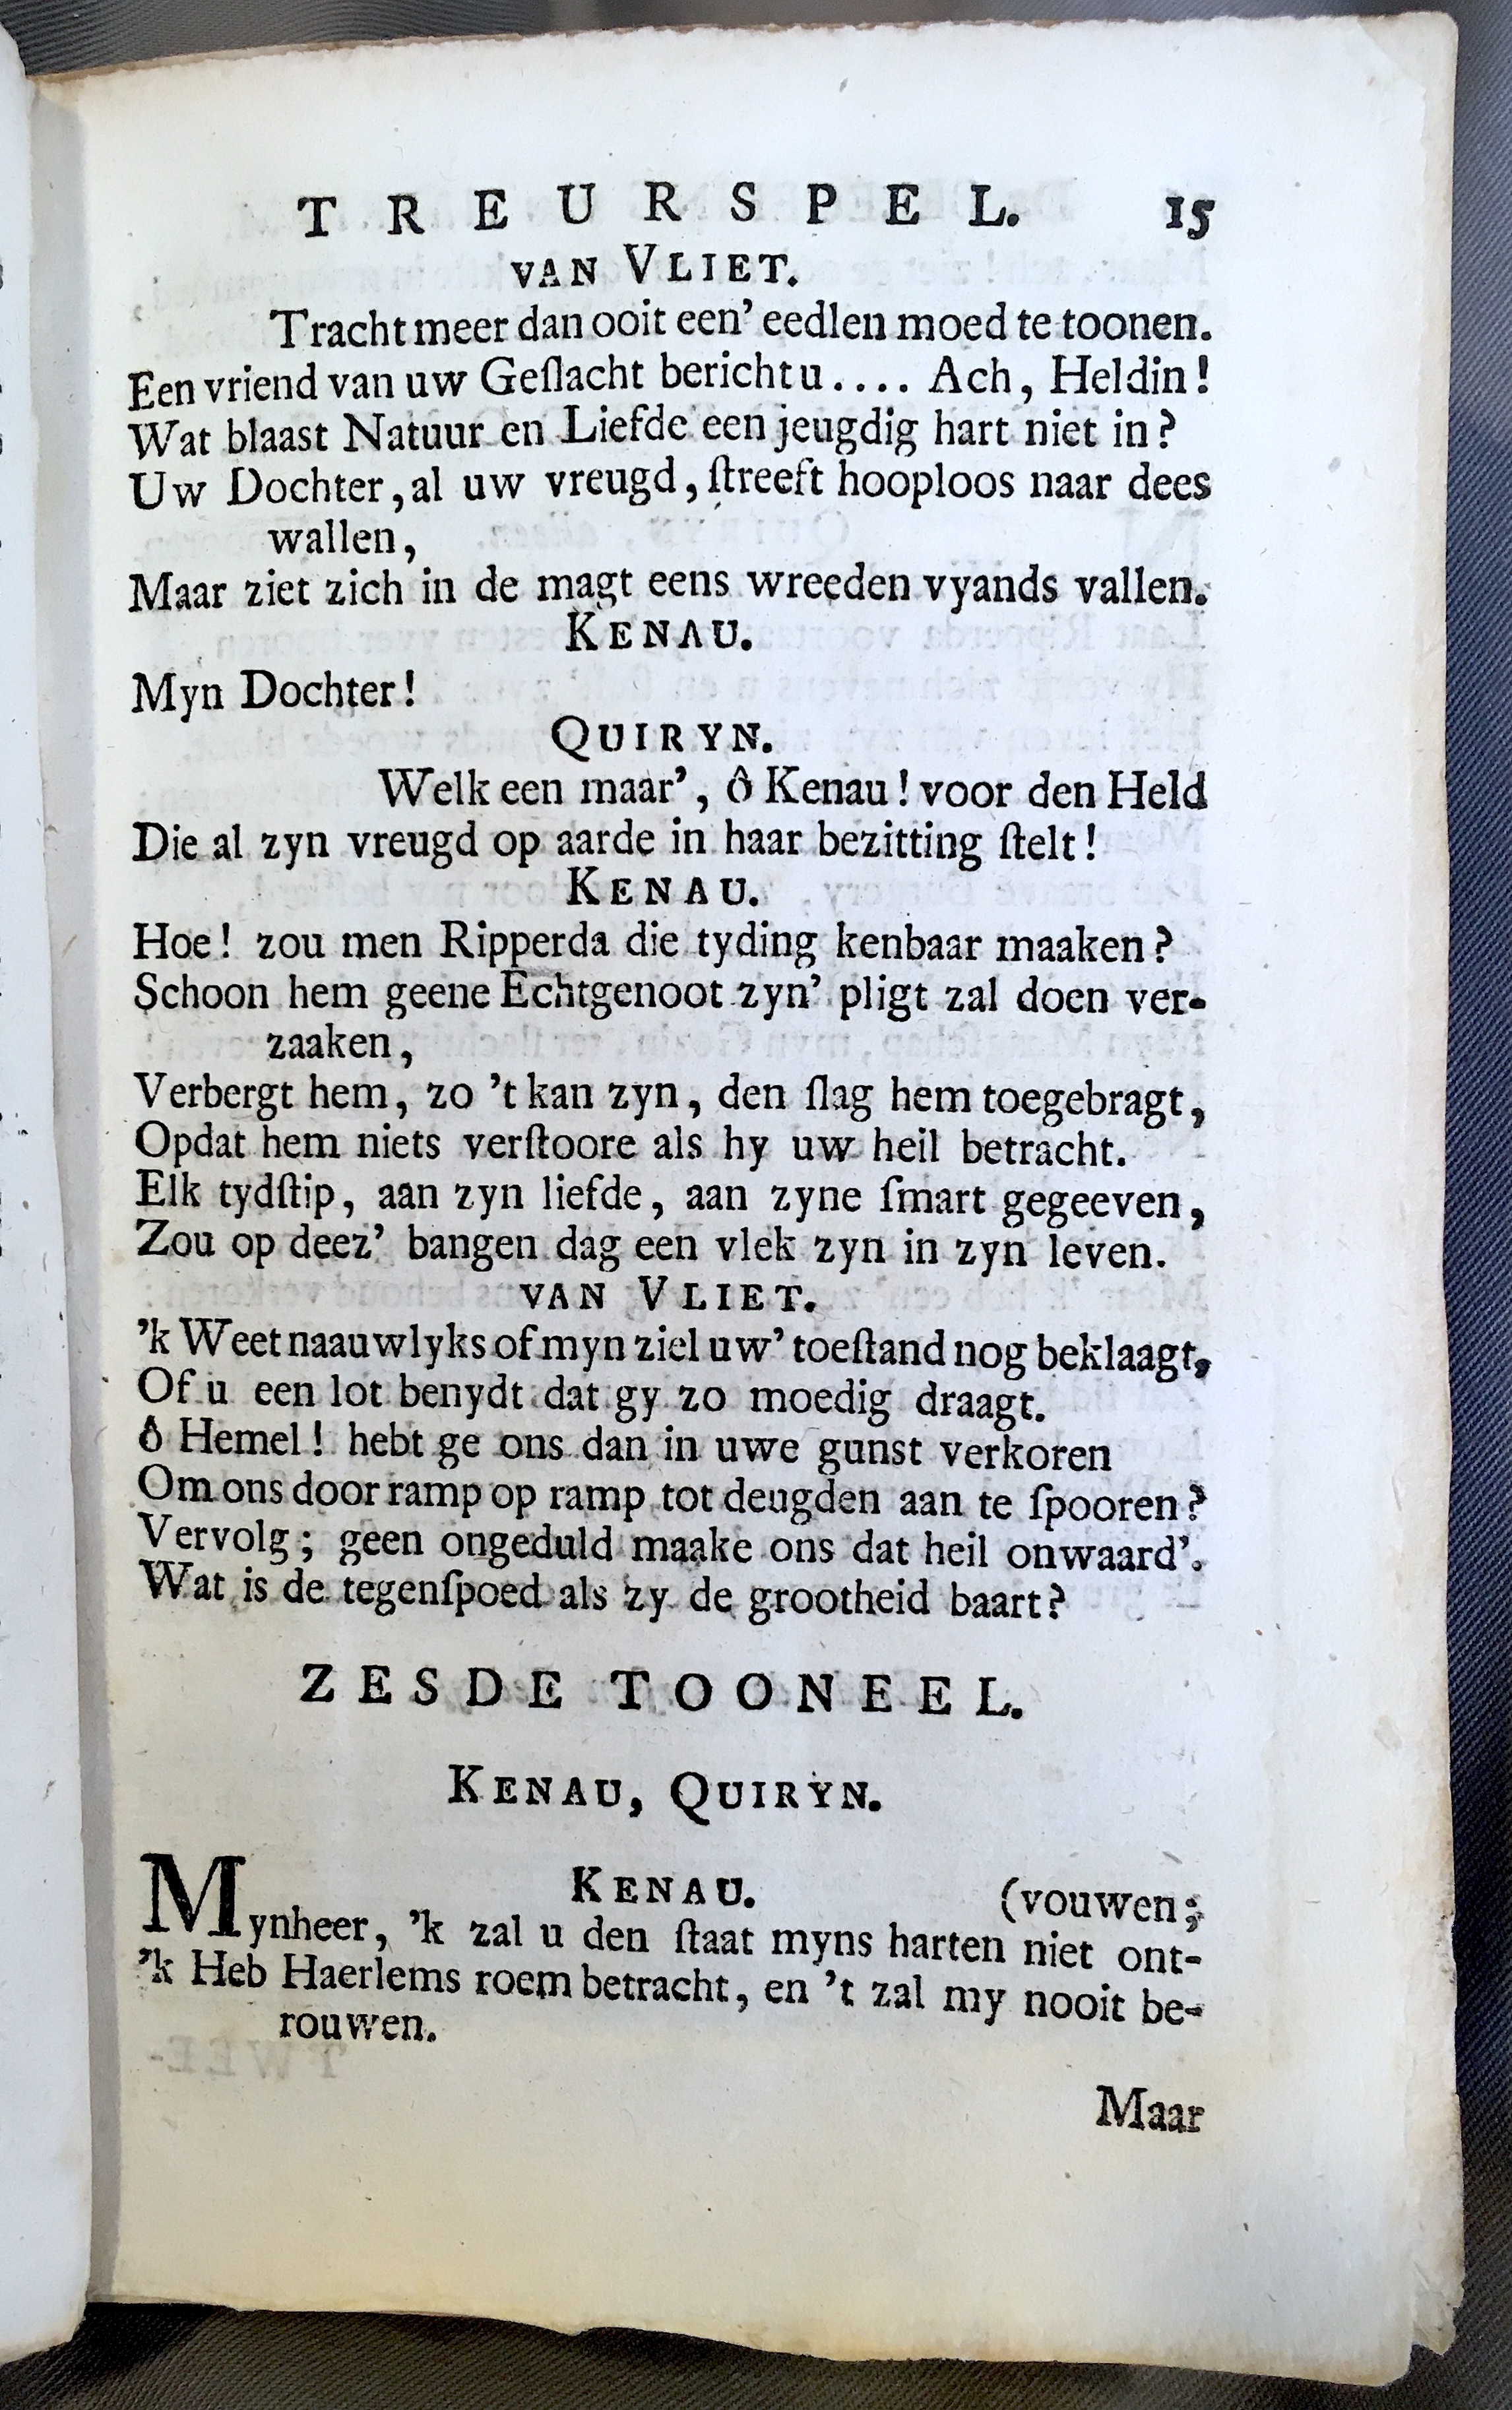 TREURSPEL. 15
VAN VLIET.
Tracht meer dan ooit een’ eedlen moed te toonen.
Een vriend van uw Geſlacht bericht u.... Ach, Heldin!
Wat blaast Natuur en Liefde een jeugdig hart niet in?
Uw Dochter, al uw vreugd, ſtreeft hooploos naar dees
wallen,
Maar ziet zich in de magt eens wreeden vyands vallen.
KENAU.
Myn Dochter!
QUIRYN.
Welk een maar’, ô Kenau! voor den Held
Die al zyn vreugd op aarde in haar bezitting ſtelt!
KENAU.
Hoe! zou men Ripperda die tyding kenbaar maaken?
Schoon hem geene Echtgenoot zyn’ pligt zal doen ver-
zaaken,
Verbergt hem, zo ’t kan zyn, den ſlag hem toegebragt,
Opdat hem niets verſtoore als hy uw heil betracht.
Elk tydſtip, aan zyn liefde, aan zyne ſmart gegeeven,
Zou op deez’ bangen dag een vlek zyn in zyn leven.
VAN VLIET.
’k Weet naauwlyks of myn ziel uw’ toeſtand nog beklaagt,
Of u een lot benydt dat gy zo moedig draagt.
ô Hemel! hebt ge ons dan in uwe gunst verkoren
Om ons door ramp op ramp tot deugden aan te ſpooren?
Vervolg; geen ongeduld maake ons dat heil onwaard’.
Wat is de tegenſpoed als zy de grootheid baart?
ZESDE TOONEEL.
KENAU, QUIRYN.
KENAU. (vouwen;
Mynheer, ’k zal u den ſtaat myns harten niet ont-
’k Heb Haerlems roem betracht, en ’t zal my nooit be-
rouwen.
Maar